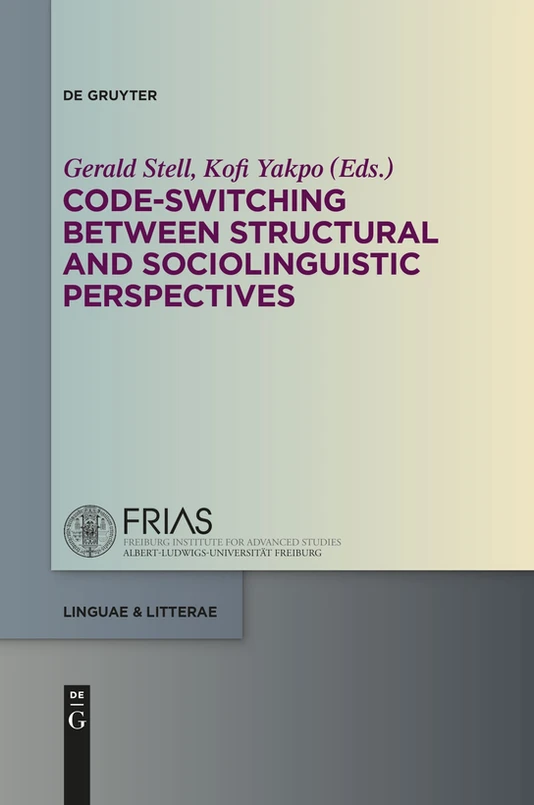 DE GRUYTER
Gerald Stell, Kofi Yakpo (Eds.)
CODE-SWITCHING
BETWEEN STRUCTURAL
AND SOCIOLINGUISTIC
PERSPECTIVES
FRIAS
FREIBURG INSTITUTE FOR ADVANCED STUDIES
ALBERT-LUDWIGS-UNIVERSITÄT FREIBURG
LINGUAE & LITTERAE
DE
G